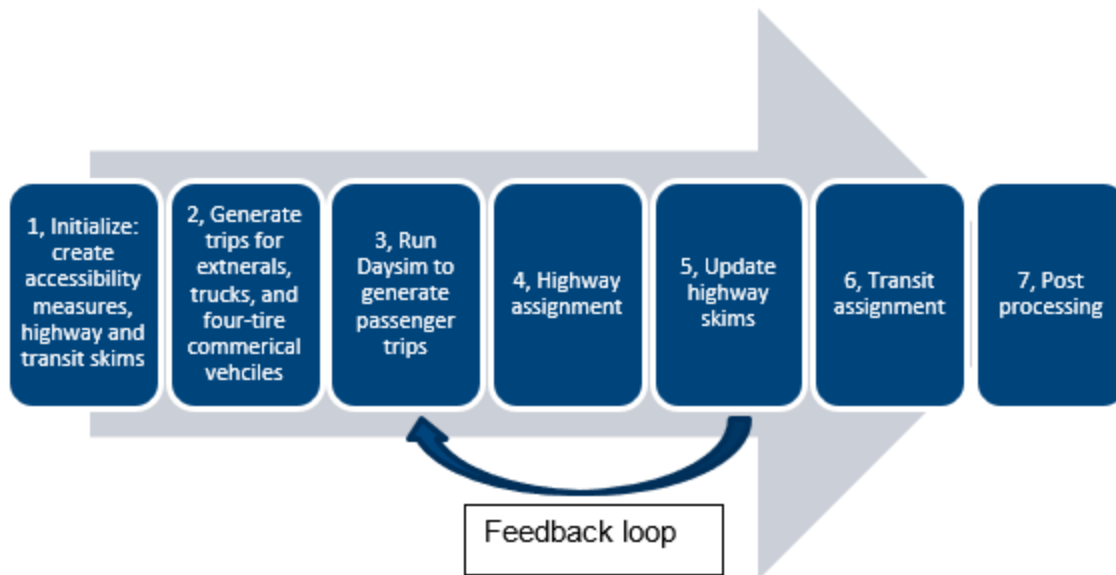 1, Initialize:
create
accessibility
measures,
highway and
transit skims
2, Generate
trips for
extnerals,
trucks, and
four-tire
commerical
vehciles
3, Run
Daysim to
generate
passenger
trips
4, Highway
assignment
5, Update
highway
skims
6, Transit
assignment
7, Post
processing
Feedback loop